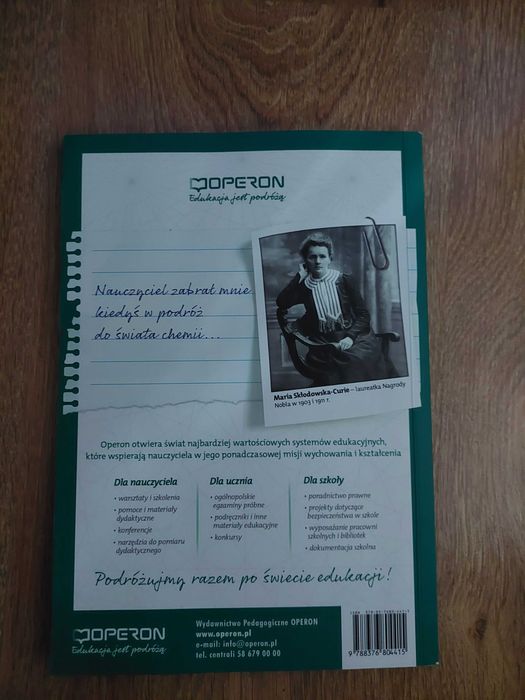 OPERON
Edukacja jest podróżą
Nauczyciel zabrał mnie
kiedyś w podróż
do świata chemii...
Maria Skłodowska-Curie – laureatka Nagrody
Nobla w 1903 i 1911 r.
Operon otwiera świat najbardziej wartościowych systemów edukacyjnych,
które wspierają nauczyciela w jego ponadczasowej misji wychowania i kształcenia
Dla nauczyciela
• warsztaty i szkolenia
• pomoce i materiały
dydaktyczne
• konferencje
• narzędzia do pomiaru
dydaktycznego
Dla ucznia
• ogólnopolskie
egzaminy próbne
• podręczniki i inne
materiały edukacyjne
• konkursy
Dla szkoły
• poradnictwo prawne
• projekty dotyczące
bezpieczeństwa w szkole
• wyposażanie pracowni
szkolnych i bibliotek
• dokumentacja szkolna
Podróżujmy razem po świecie edukacji!
OPERON
Edukacja jest podróżą
Wydawnictwo Pedagogiczne OPERON
www.operon.pl
e-mail: info@operon.pl
tel. centrali 58 679 00 00
9 788376 804415